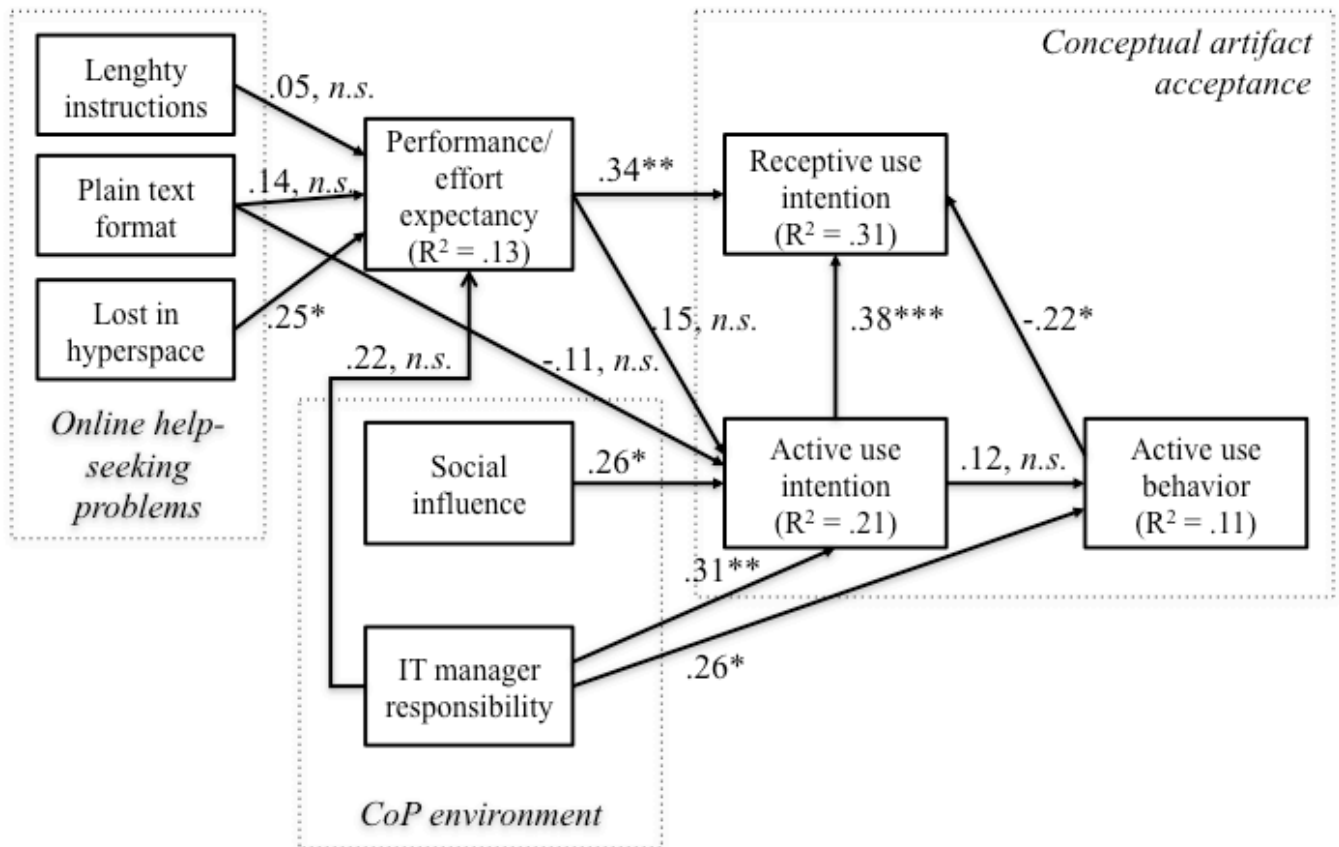 Lenghty
instructions
Plain text
format
Lost in
hyperspace
Online help-
seeking
problems
.05, n.s.
.14, n.s.
.25*
.22, n.s.
Performance/
effort
expectancy
(R² = .13)
.34**
.15, n.s.
-.11, n.s.
Conceptual artifact
acceptance
Receptive use
intention
(R² = .31)
.38***
-.22*
Social
influence
.26*
Active use
intention
(R² = .21)
.12, n.s.
Active use
behavior
(R² = .11)
.31**
.26*
IT manager
responsibility
CoP environment